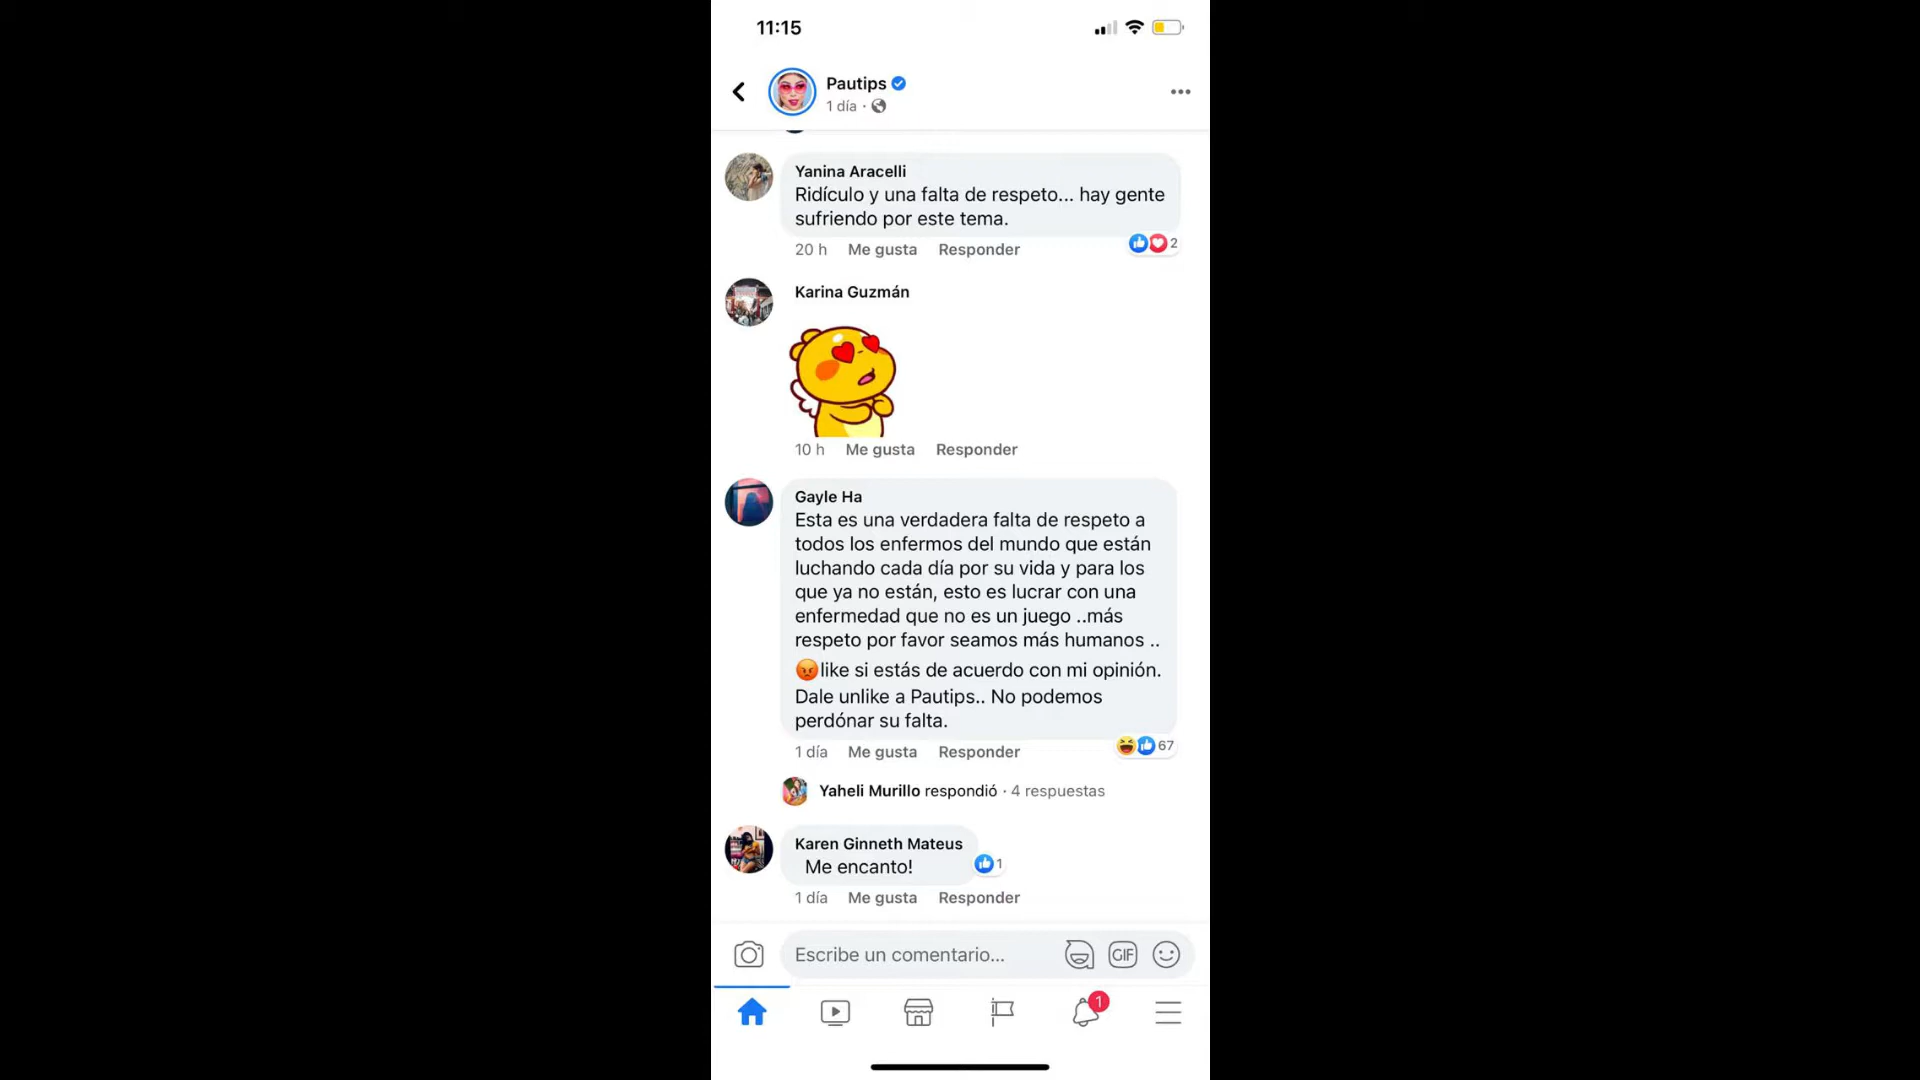 11:15
Pautips
1 día ·
Yanina Aracelli
Ridículo y una falta de respeto... hay gente
sufriendo por este tema.
20 h Me gusta Responder 2
Karina Guzmán
10 h Me gusta Responder
Gayle Ha
Esta es una verdadera falta de respeto a
todos los enfermos del mundo que están
luchando cada día por su vida y para los
que ya no están, esto es lucrar con una
enfermedad que no es un juego ..más
respeto por favor seamos más humanos ..
😡like si estás de acuerdo con mi opinión.
Dale unlike a Pautips.. No podemos
perdónar su falta.
1 día Me gusta Responder 67
Yaheli Murillo respondió · 4 respuestas
Karen Ginneth Mateus
Me encanto!
1
1 día Me gusta Responder
Escribe un comentario... GIF
1